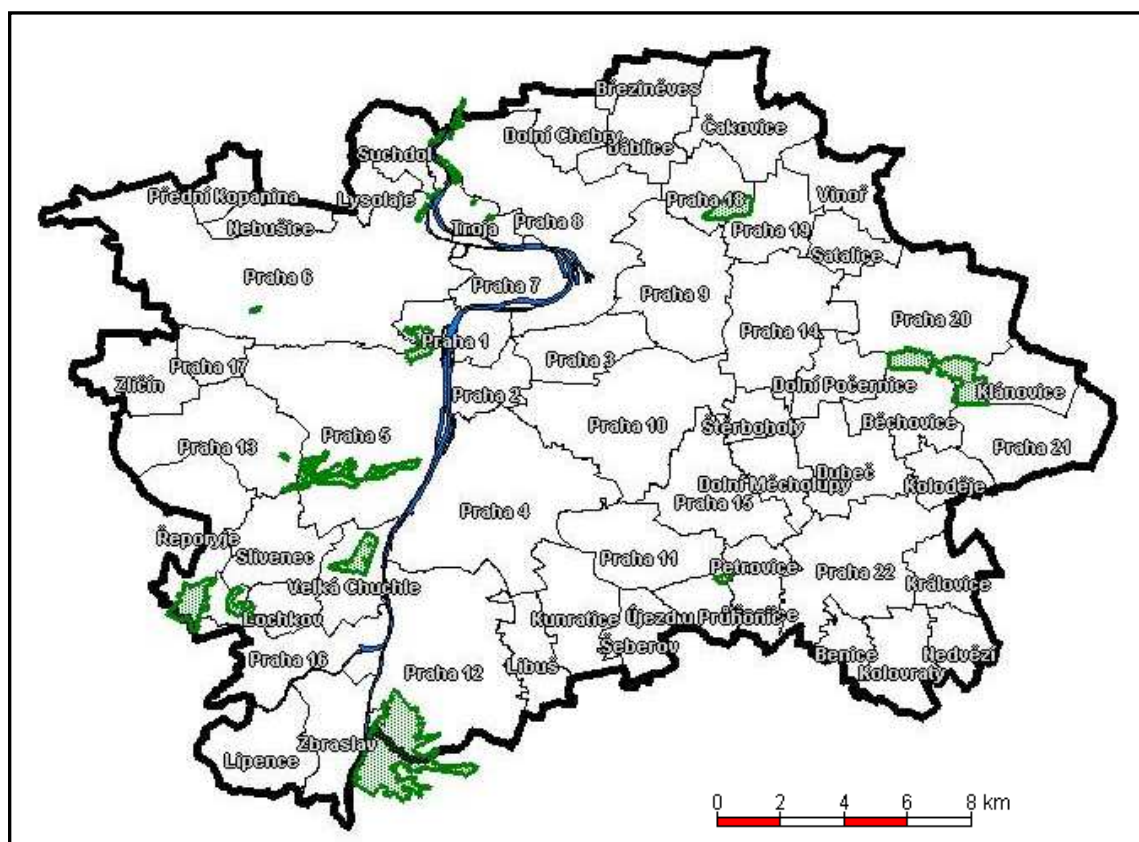 Březiněves
Dolní Chabry
Čakovice
Ďáblice
Suchdol
Přední Kopanina
Lysolaje
Praha 18
Vinoř
Nebušice
Troja
Praha 8
Praha 19
Satalice
Praha 6
Praha 7
Praha 9
Praha 20
Praha 14
Praha 1
Praha 3
Praha 17
Zličín
Praha 2
Dolní Počernice
Klánovice
Praha 5
Praha 10
Štěrboholy
Běchovice
Praha 13
Praha 21
Dubeč
Dolní Měcholupy
Koloděje
Praha 4
Praha 15
Řeporyje
Slivenec
Praha 11
Petrovice
Velká Chuchle
Praha 22
Královice
Lochkov
Kunratice
Újezd u Průhonic
Šeberov
Praha 16
Praha 12
Libuš
Benice
Nedvězí
Kolovraty
Zbraslav
Lipence
0 2 4 6 8 km